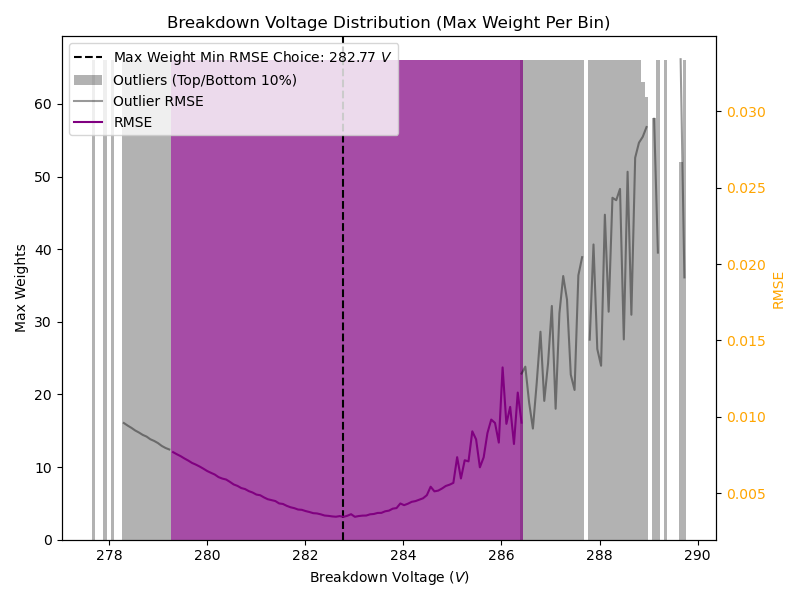 Breakdown Voltage Distribution (Max Weight Per Bin)
Max Weight Min RMSE Choice: 282.77 V
Outliers (Top/Bottom 10%)
Outlier RMSE
RMSE
Max Weights
60
50
40
30
20
10
0
0.030
0.025
0.020
0.015
0.010
0.005
RMSE
278 280 282 284 286 288 290
Breakdown Voltage (V)